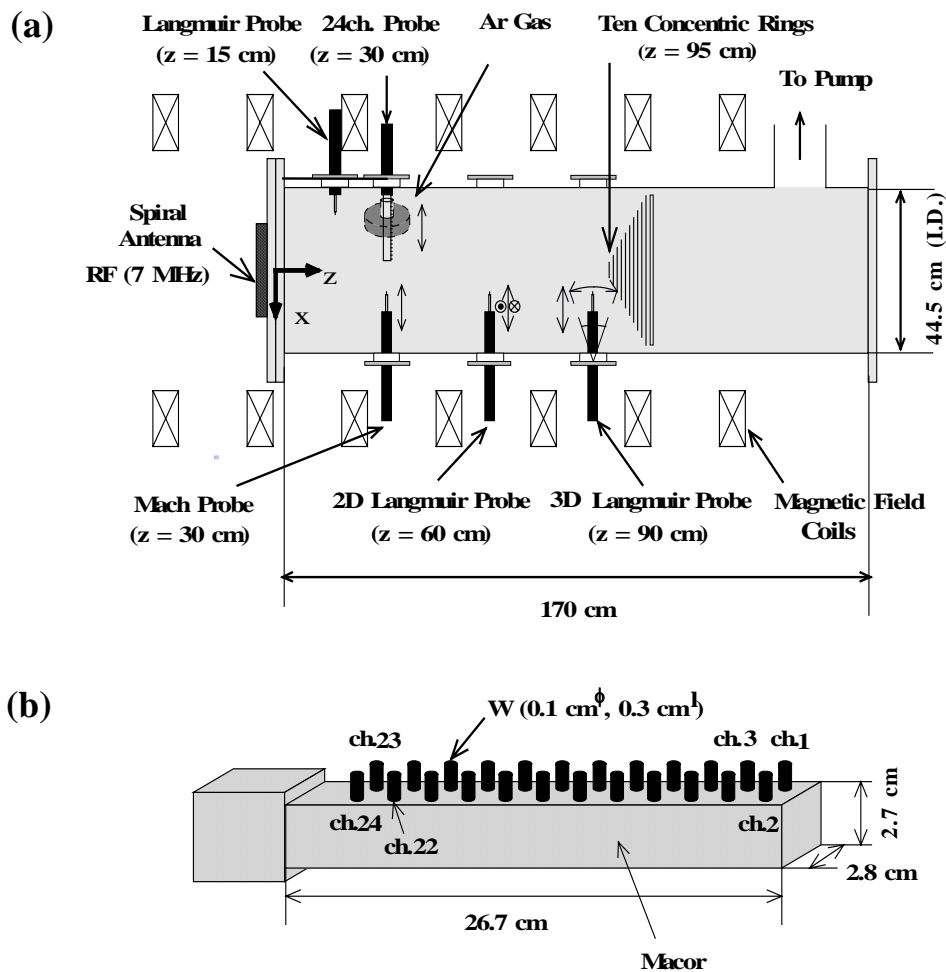 (a)
Langmuir Probe
(z = 15 cm)
24ch. Probe
(z = 30 cm)
Ar Gas
Ten Concentric Rings
(z = 95 cm)
To Pump
Spiral
Antenna
RF (7 MHz)
z
x
44.5 cm (I.D.)
Mach Probe
(z = 30 cm)
2D Langmuir Probe
(z = 60 cm)
3D Langmuir Probe
(z = 90 cm)
Magnetic Field
Coils
170 cm
(b)
W (0.1 cmϕ, 0.3 cml)
ch.23
ch.3
ch.1
ch.24
ch.22
ch.2
2.7 cm
2.8 cm
26.7 cm
Macor